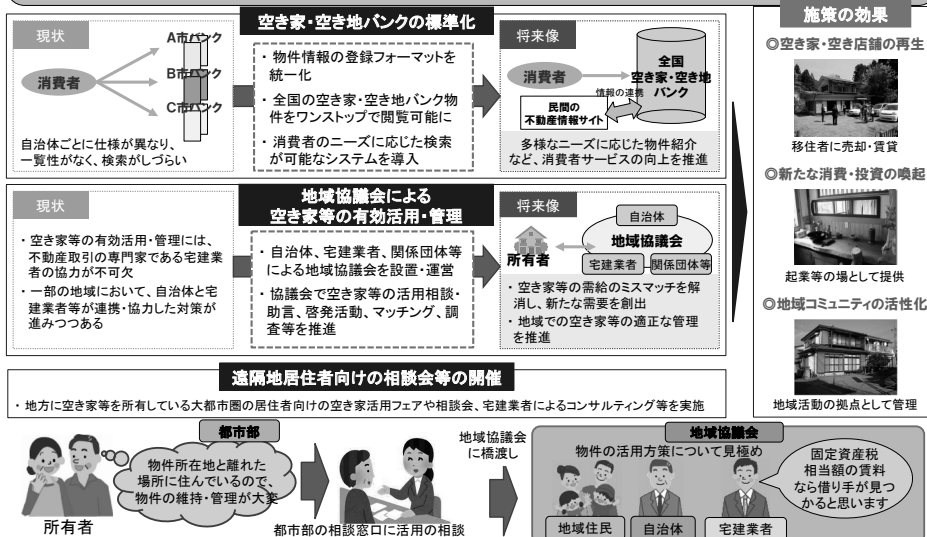 空き家・空き地バンクの標準化
現状
消費者
A市バンク
B市バンク
C市バンク
自治体ごとに仕様が異なり、
一覧性がなく、検索がしづらい
・ 物件情報の登録フォーマットを
統一化
・ 全国の空き家・空き地バンク物
件をワンストップで閲覧可能に
・ 消費者のニーズに応じた検索
が可能なシステムを導入
将来像
消費者
全国
空き家・空き地
バンク
情報の連携
民間の
不動産情報サイト
多様なニーズに応じた物件紹介
など、消費者サービスの向上を推進
地域協議会による
空き家等の有効活用・管理
現状
・ 空き家等の有効活用・管理には、
不動産取引の専門家である宅建業
者の協力が不可欠
・ 一部の地域において、自治体と宅
建業者等が連携・協力した対策が
進みつつある
・ 自治体、宅建業者、関係団体等
による地域協議会を設置・運営
・ 協議会で空き家等の活用相談・
助言、啓発活動、マッチング、調
査等を推進
将来像
所有者
自治体
地域協議会
宅建業者
関係団体等
・ 空き家等の需給のミスマッチを解
消し、新たな需要を創出
・ 地域での空き家等の適正な管理
を推進
遠隔地居住者向けの相談会等の開催
・ 地方に空き家等を所有している大都市圏の居住者向けの空き家活用フェアや相談会、宅建業者によるコンサルティング等を実施
都市部
物件所在地と離れた
場所に住んでいるので、
物件の維持・管理が大変
所有者
都市部の相談窓口に活用の相談
地域協議会
に橋渡し
地域協議会
物件の活用方策について見極め
地域住民
自治体
宅建業者
固定資産税
相当額の賃料
なら借り手が見つ
かると思います
施策の効果
◎空き家・空き店舗の再生
移住者に売却・賃貸
◎新たな消費・投資の喚起
起業等の場として提供
◎地域コミュニティの活性化
地域活動の拠点として管理